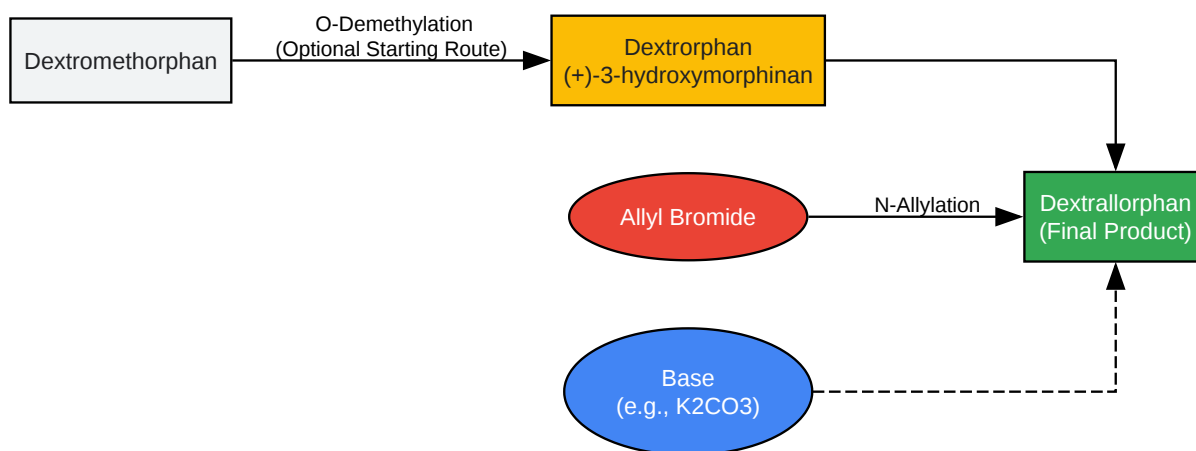 Dextromethorphan
O-Demethylation
(Optional Starting Route)
Dextrorphan
(+)-3-hydroxymorphinan
Allyl Bromide
N-Allylation
Dextrallorphan
(Final Product)
Base
(e.g., K2CO3)